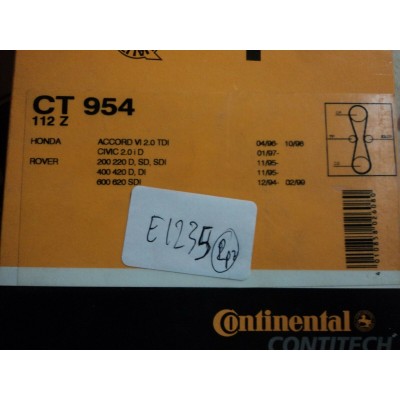 CT 954
112 Z
HONDA ACCORD VI 2.0 TDI 04/96- 10/98
CIVIC 2.0 i D 01/97-
ROVER 200 220 D, SD, SDI 11/95-
400 420 D, DI 11/95-
600 620 SDI 12/94- 02/99
E1235
Continental
CONTITECH